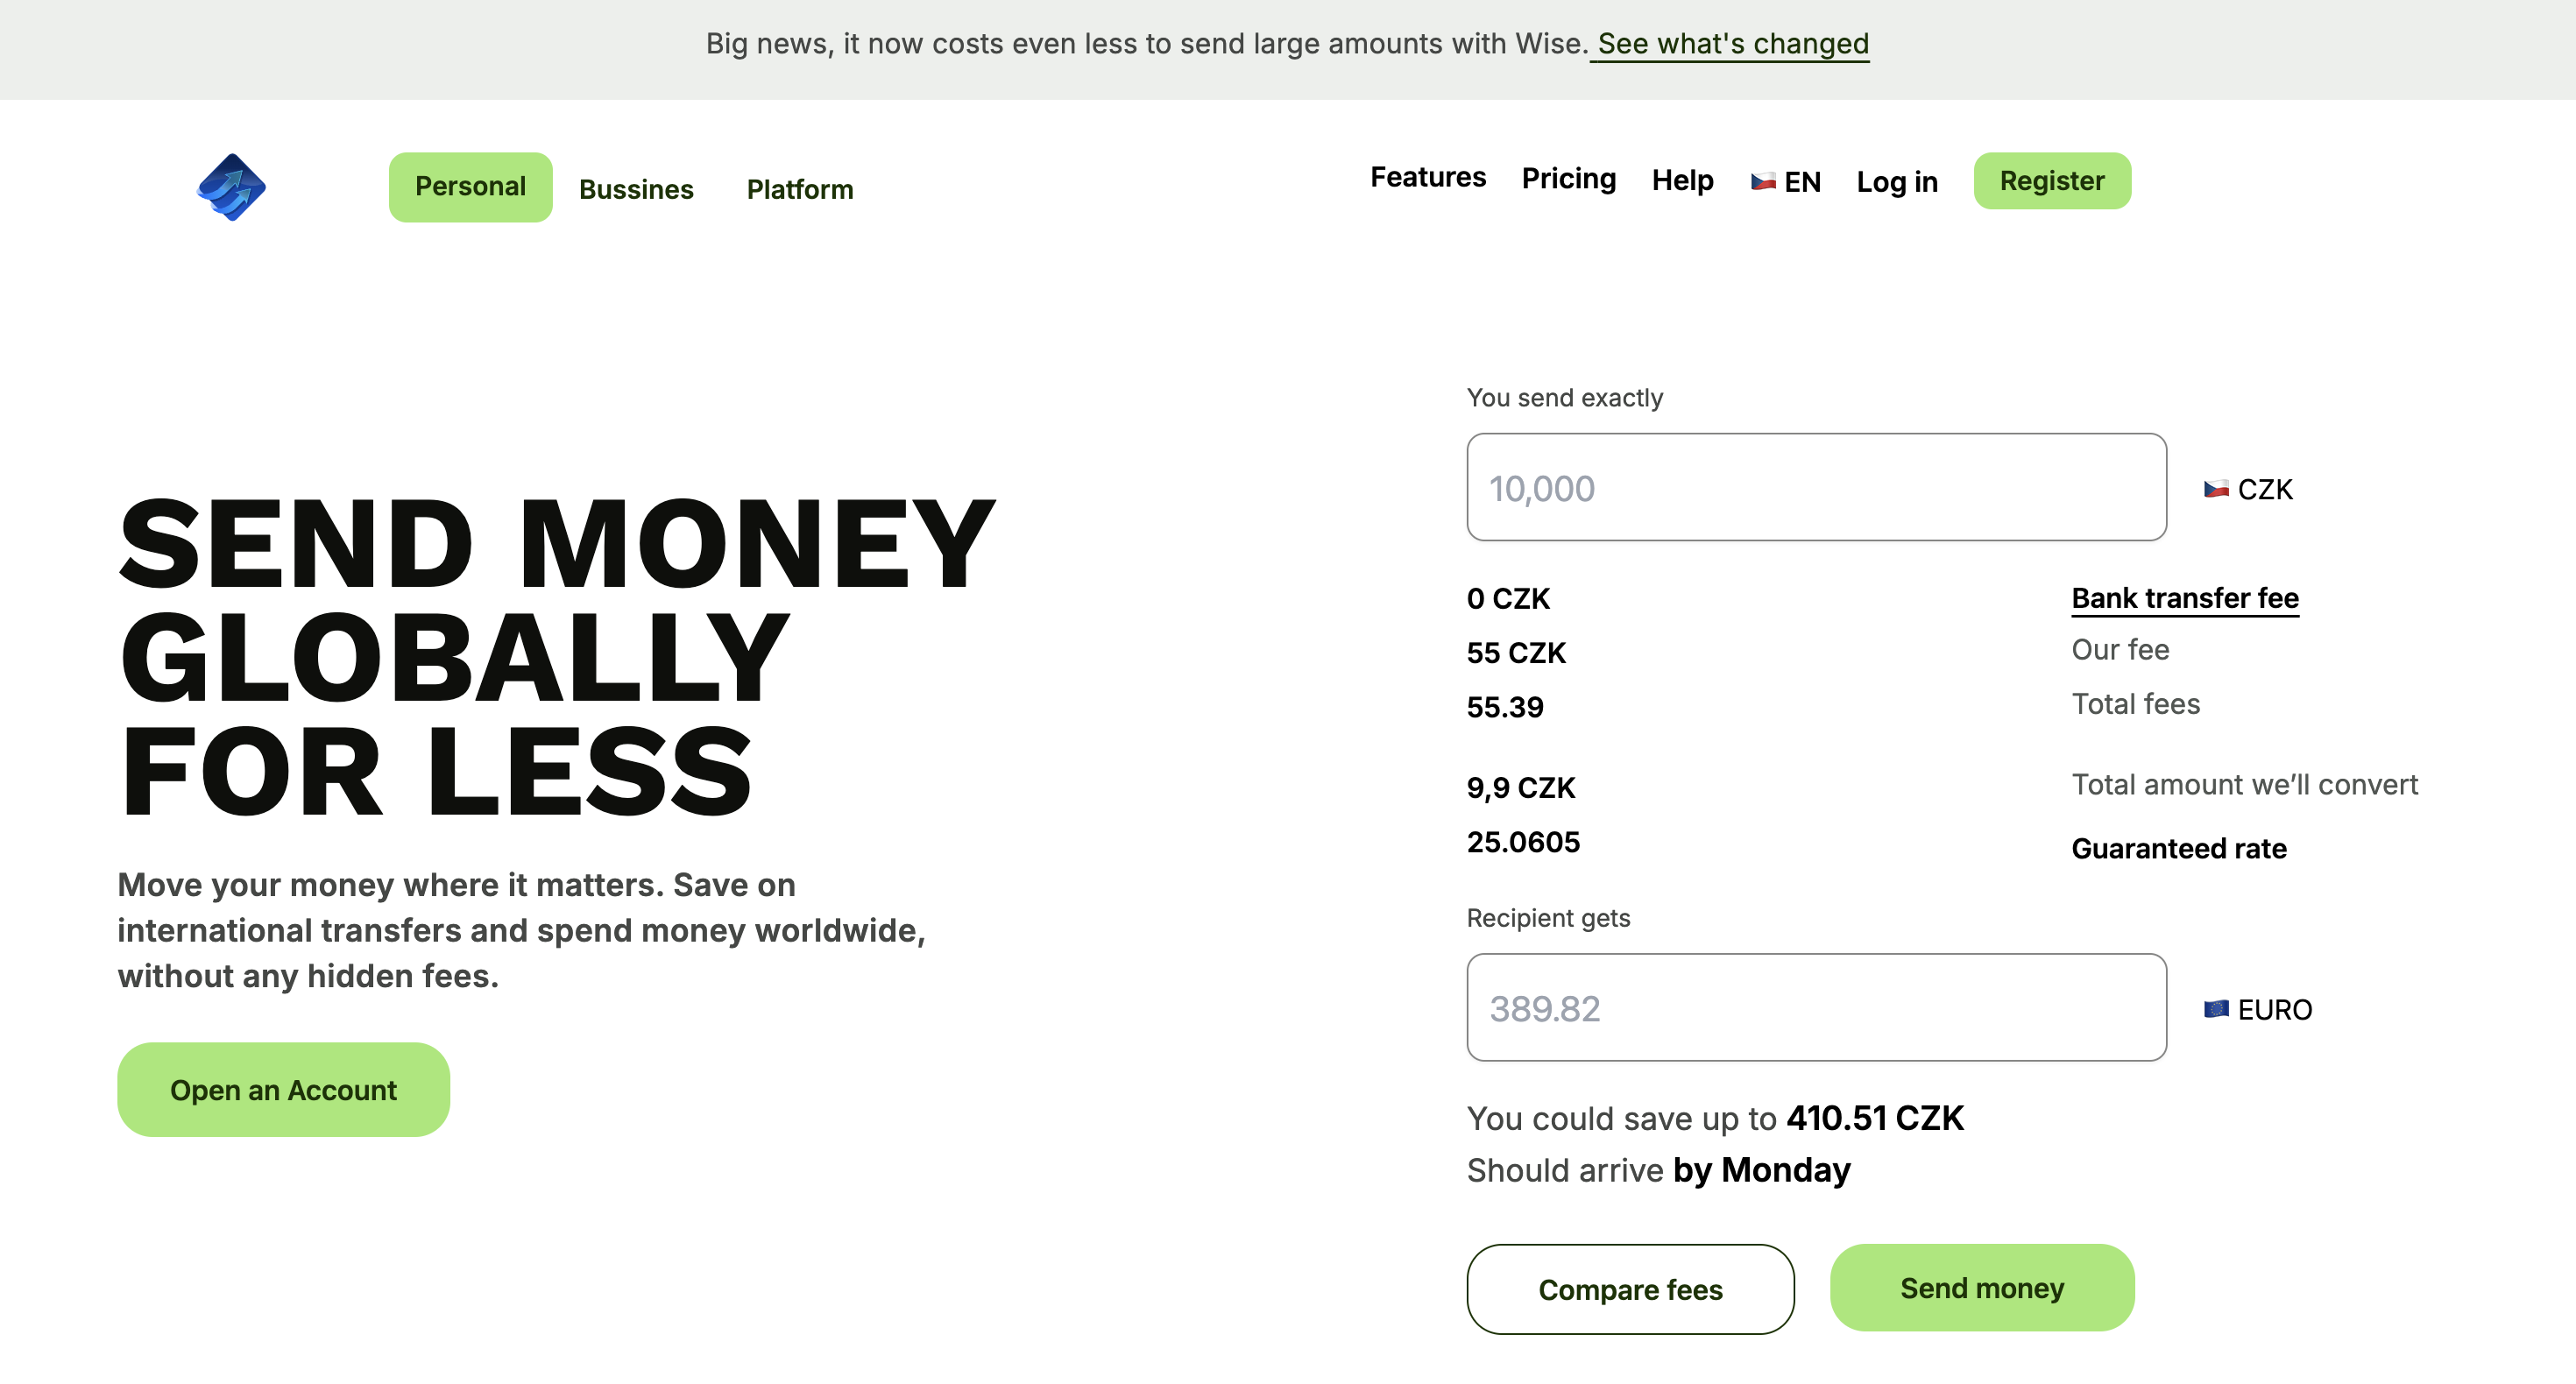 Big news, it now costs even less to send large amounts with Wise. See what's changed
Personal Bussines Platform Features Pricing Help EN Log in Register
SEND MONEY
GLOBALLY
FOR LESS
Move your money where it matters. Save on
international transfers and spend money worldwide,
without any hidden fees.
Open an Account
You send exactly
10,000 CZK
0 CZK Bank transfer fee
55 CZK Our fee
55.39 Total fees
9,9 CZK Total amount we’ll convert
25.0605 Guaranteed rate
Recipient gets
389.82 EURO
You could save up to 410.51 CZK
Should arrive by Monday
Compare fees Send money